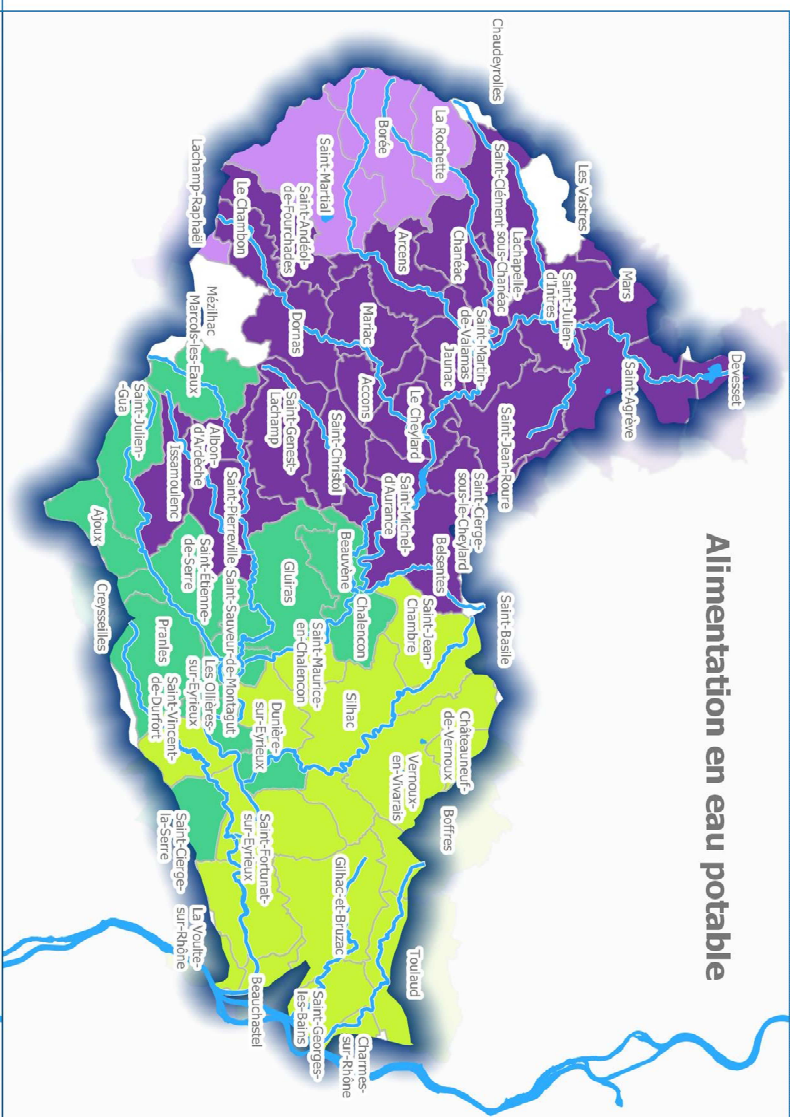 Alimentation en eau potable
Devesset
Saint-Agrève
Mars
Les Vastres
Chaudeyrolles
Saint-Julien-
d'Intres
Lachapelle-
sous-Chanéac
Saint-Clément
La Rochette
Borée
Chanéac
Arcens
Saint-Martin-
de-Valamas
Jaunac
Saint-Jean-Roure
Saint-Cierge-
sous-le-Cheylard
Le Cheylard
Mariac
Accons
Saint-Martial
Saint-Andéol-
de-Fourchades
Le Chambon
Lachamp-Raphaël
Dornas
Mézilhac
Marcols-les-Eaux
Saint-Genest-
Lachamp
Saint-Christol
Saint-Michel-
d'Aurance
Belsentes
Saint-Basile
Beauvène
Chalencon
Saint-Jean-
Chambre
Gluiras
Saint-Maurice-
en-Chalencon
Silhac
Châteauneuf-
de-Vernoux
Vernoux-
en-Vivarais
Boffres
Albon-
d'Ardèche
Saint-Pierreville
Issamoulenc
Saint-Julien-
-Gua
Saint-Étienne-
de-Serre
Saint-Sauveur-de-Montagut
Ajoux
Creysseilles
Pranles
Les Ollières-
sur-Eyrieux
Saint-Vincent-
de-Durfort
Dunière-
sur-Eyrieux
Saint-Fortunat-
sur-Eyrieux
Saint-Cierge-
la-Serre
Gilhac-et-Bruzac
Toulaud
La Voulte-
sur-Rhône
Beauchastel
Saint-Georges-
les-Bains
Charmes-
sur-Rhône